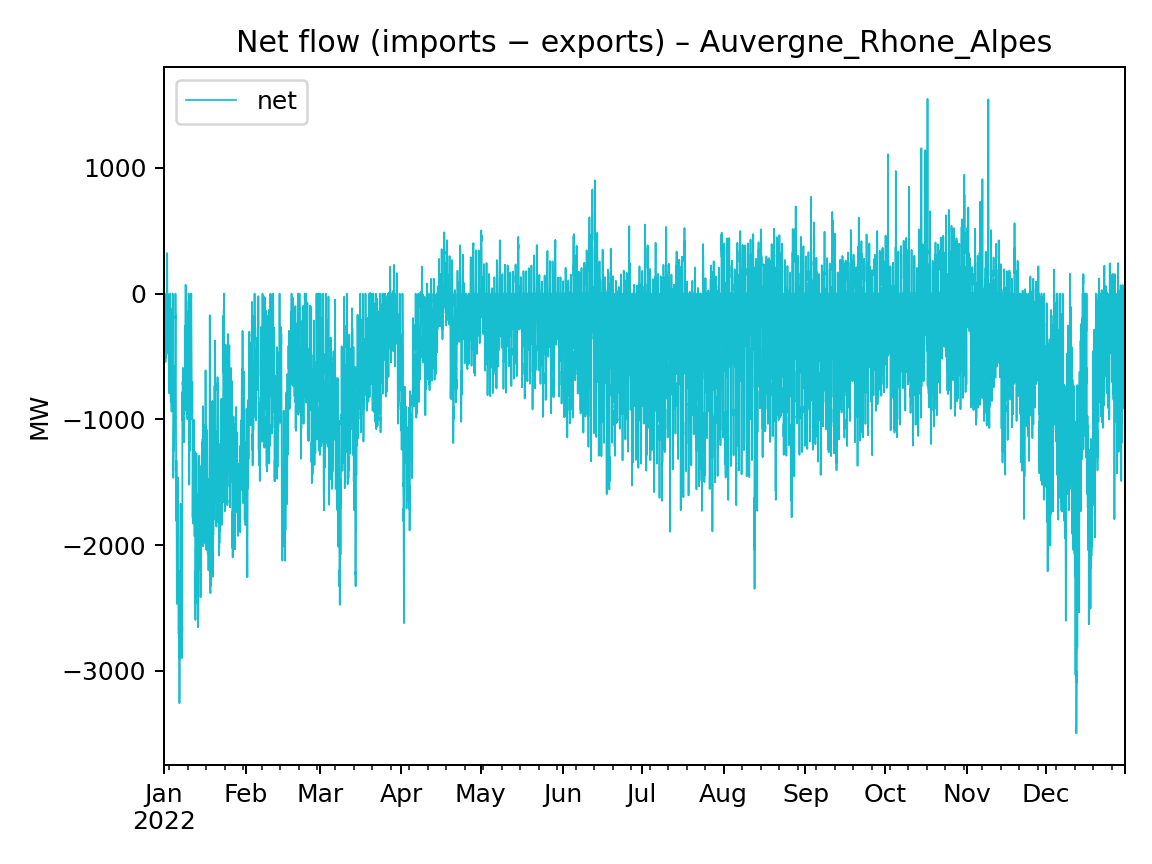 Net flow (imports − exports) – Auvergne_Rhone_Alpes
net
MW
1000
0
−1000
−2000
−3000
Jan Feb Mar Apr May Jun Jul Aug Sep Oct Nov Dec
2022